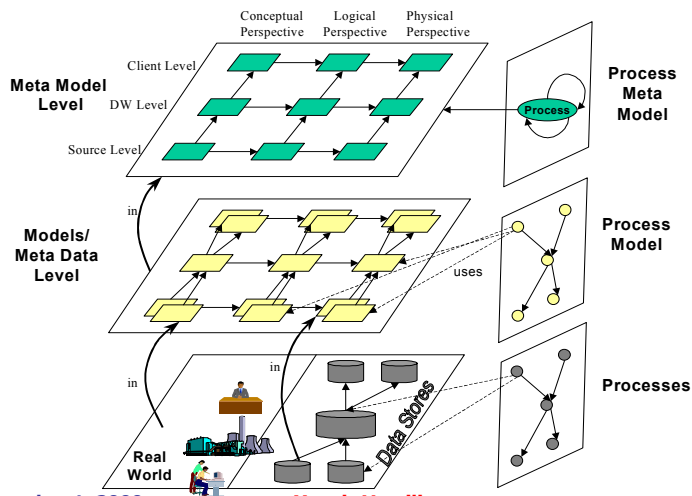 Conceptual Perspective
Logical Perspective
Physical Perspective
Client Level
DW Level
Source Level
Meta Model Level
Process
Process Meta Model
in
Models/ Meta Data Level
uses
Process Model
in
in
Real World
Data Stores
Processes